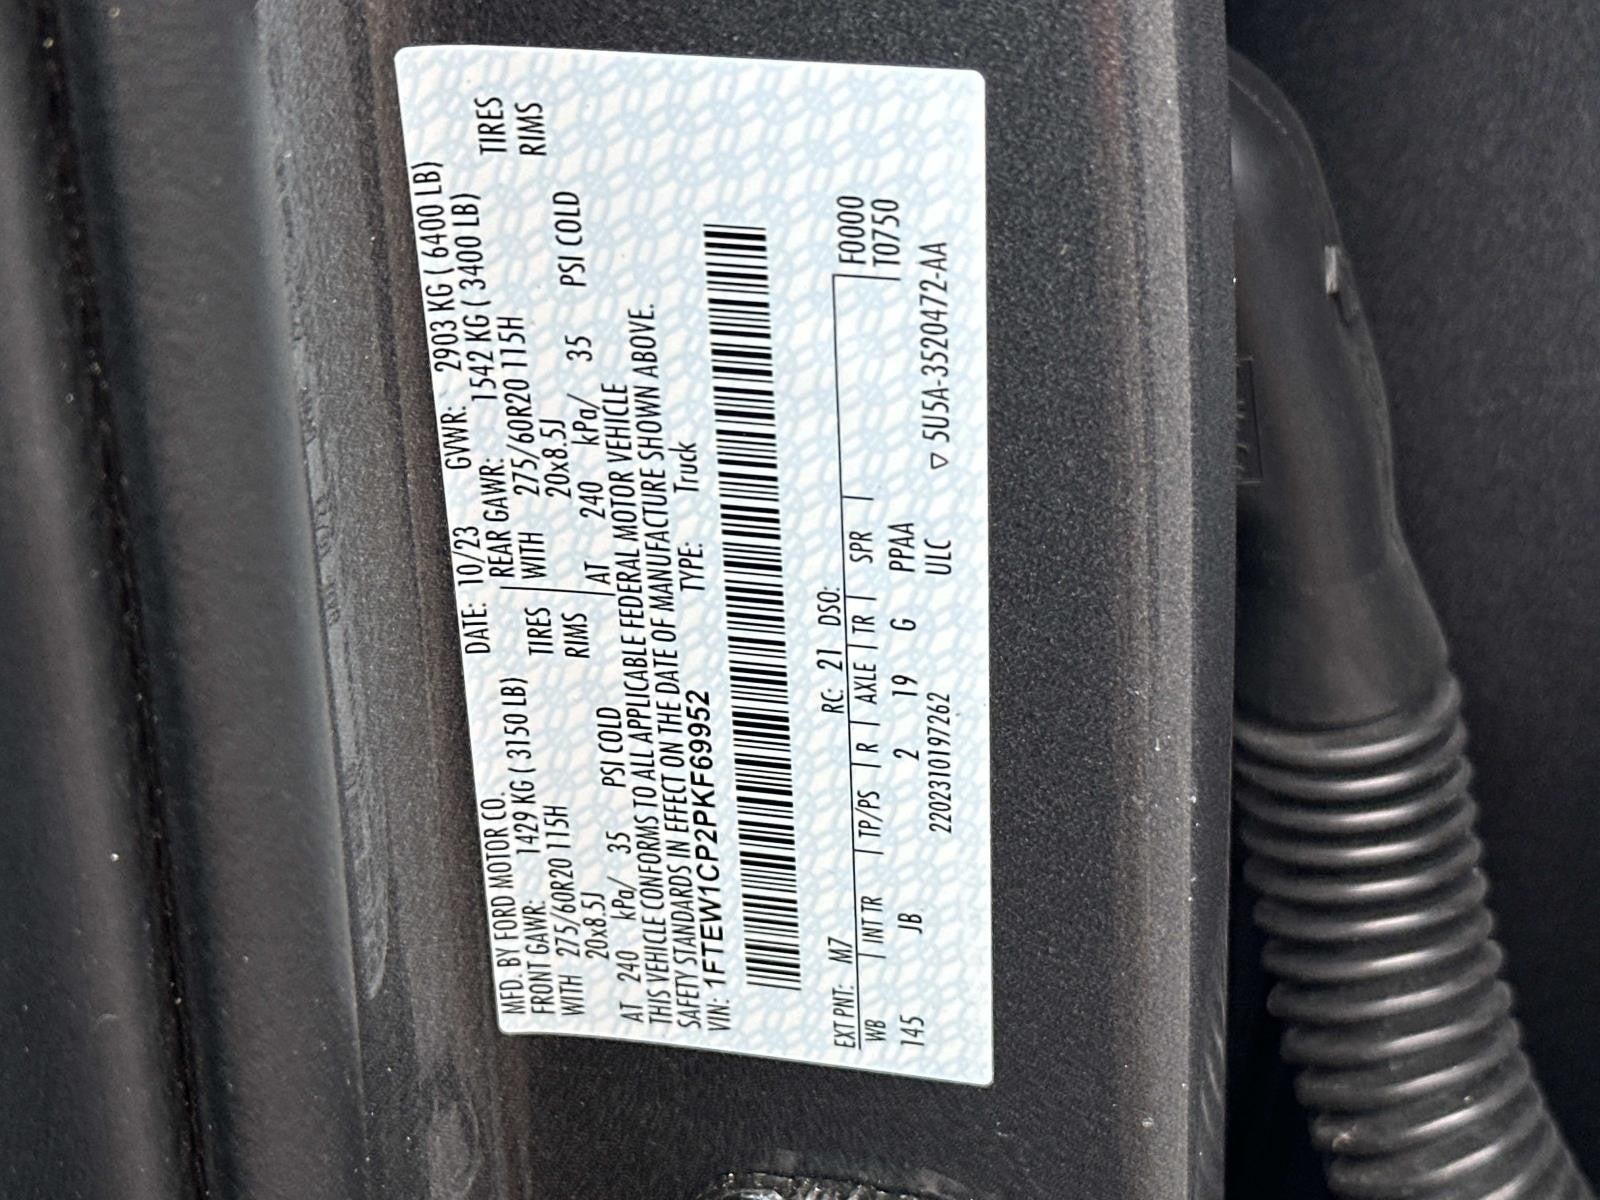 MFD. BY FORD MOTOR CO. DATE: 10/23 GVWR: 2903 KG ( 6400 LB)
FRONT GAWR: 1429 KG ( 3150 LB) REAR GAWR: 1542 KG ( 3400 LB)
WITH 275/60R20 115H TIRES WITH 275/60R20 115H TIRES
20x8.5J RIMS 20x8.5J RIMS
AT 240 kPa/ 35 PSI COLD AT 240 kPa/ 35 PSI COLD
THIS VEHICLE CONFORMS TO ALL APPLICABLE FEDERAL MOTOR VEHICLE
SAFETY STANDARDS IN EFFECT ON THE DATE OF MANUFACTURE SHOWN ABOVE.
VIN: 1FTEW1CP2PKF69952 TYPE: Truck
EXT PNT: M7 RC: 21 DSO: F0000
WB INT TR TP/PS R AXLE TR SPR T0750
145 JB 2 19 G PPAA
2202310197262 ULC ▽ 5U5A-3520472-AA